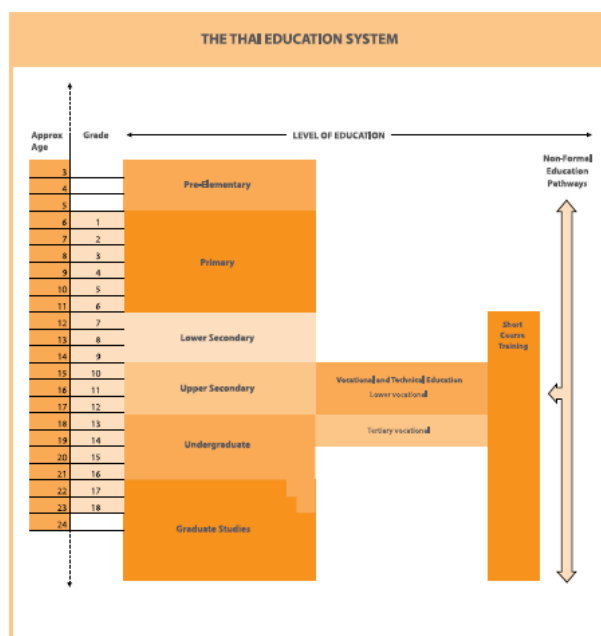 THE THAI EDUCATION SYSTEM
Approx
Age
Grade
LEVEL OF EDUCATION
Non-Formal
Education
Pathways
3
4
5
6 1
7 2
8 3
9 4
10 5
11 6
12 7
13 8
14 9
15 10
16 11
17 12
18 13
19 14
20 15
21 16
22 17
23 18
24
Pre-Elementary
Primary
Lower Secondary
Upper Secondary
Undergraduate
Graduate Studies
Vocational and Technical Education
Lower vocational
Tertiary vocational
Short
Course
Training